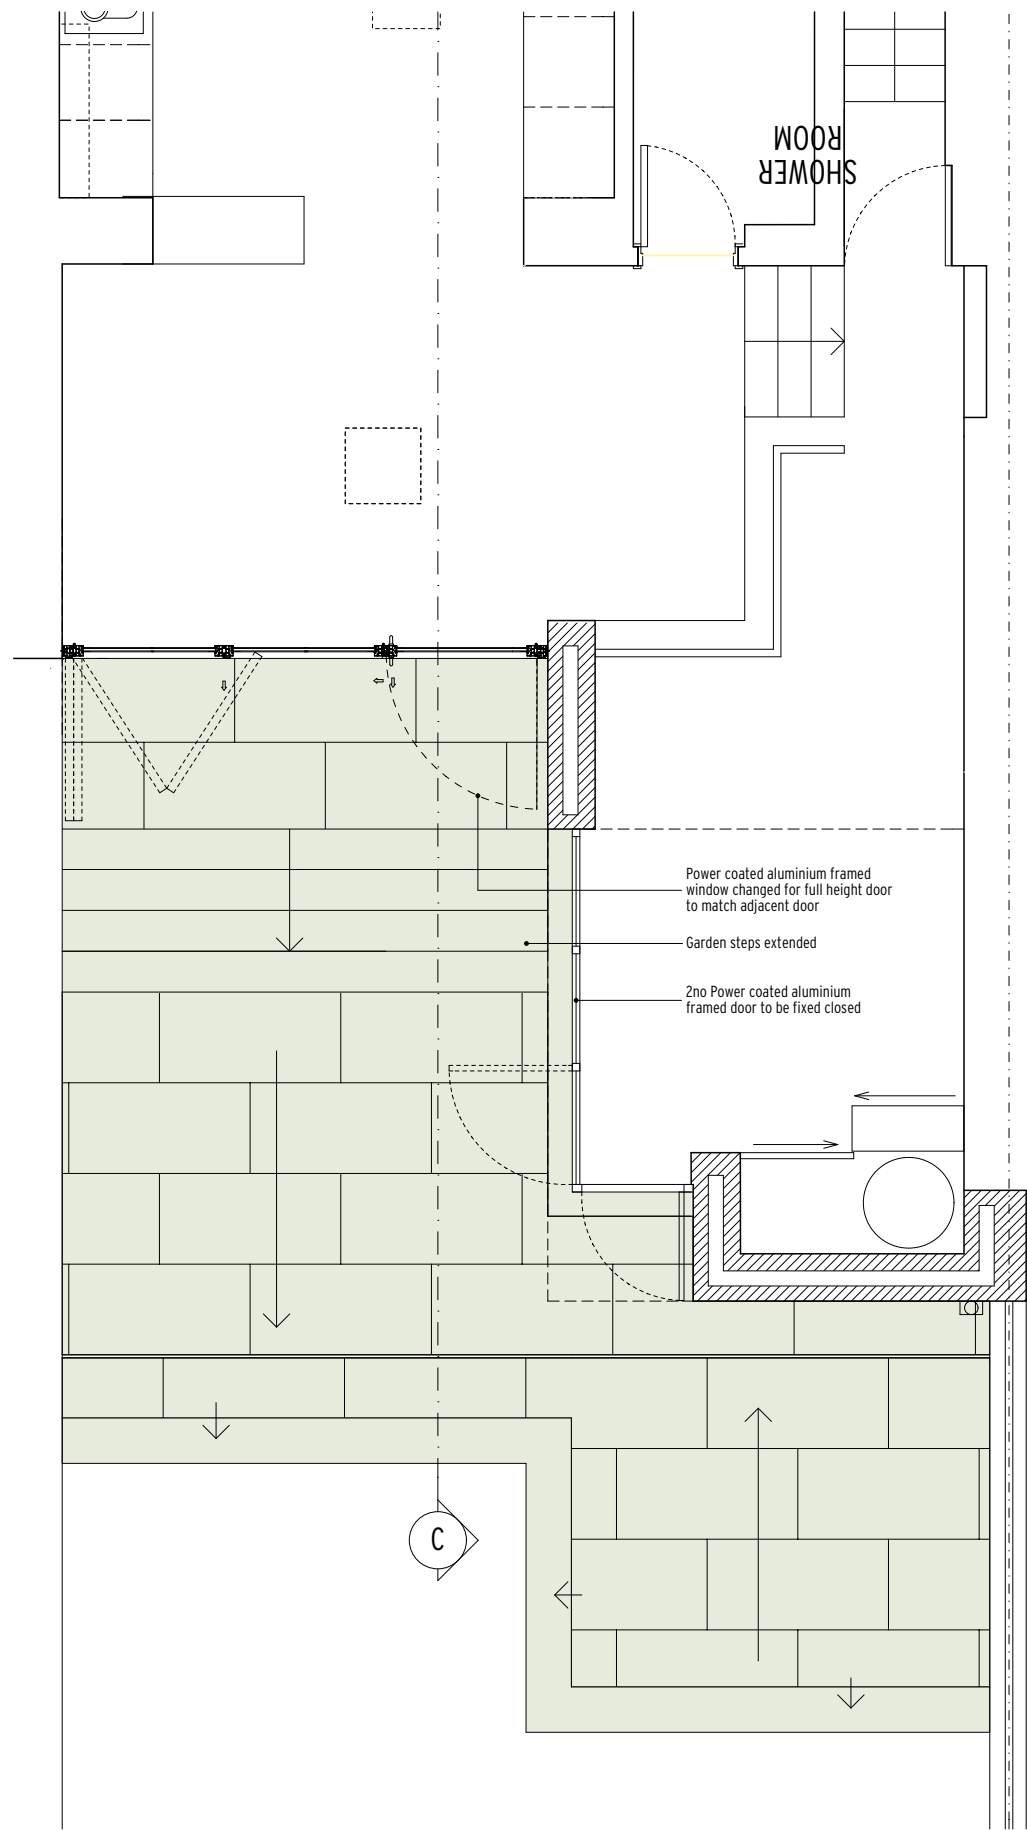 SHOWER
ROOM
Power coated aluminium framed
window changed for full height door
to match adjacent door
Garden steps extended
2no Power coated aluminium
framed door to be fixed closed
C